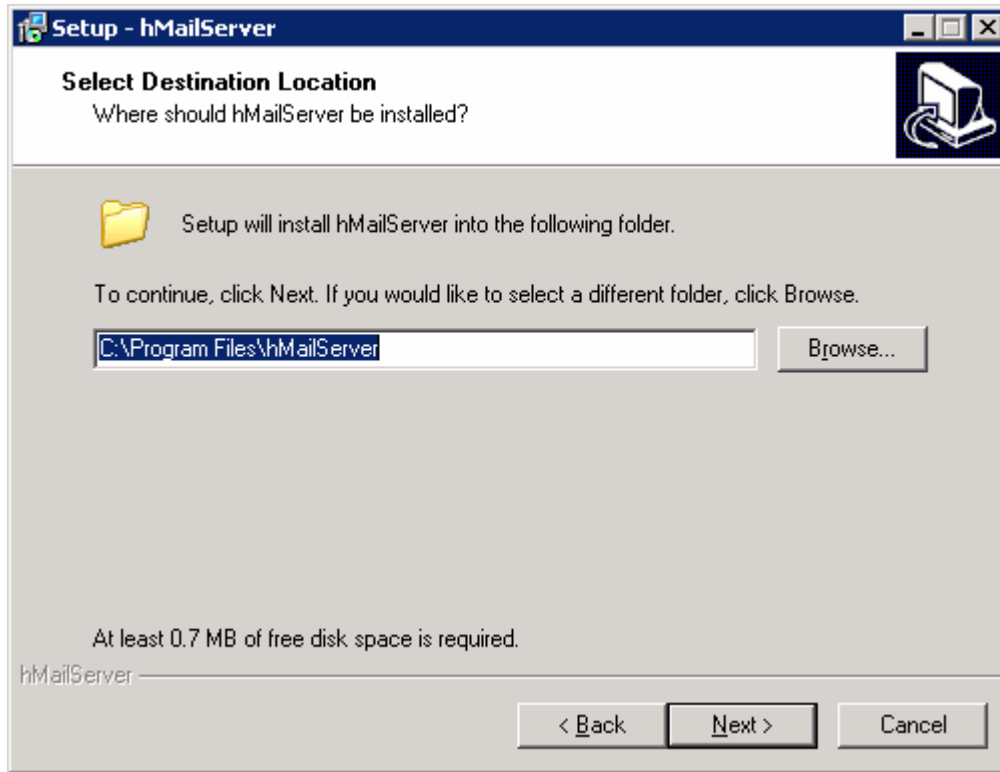 Setup - hMailServer
Select Destination Location
Where should hMailServer be installed?
Setup will install hMailServer into the following folder.
To continue, click Next. If you would like to select a different folder, click Browse.
C:\Program Files\hMailServer
Browse...
At least 0.7 MB of free disk space is required.
hMailServer
< Back
Next >
Cancel